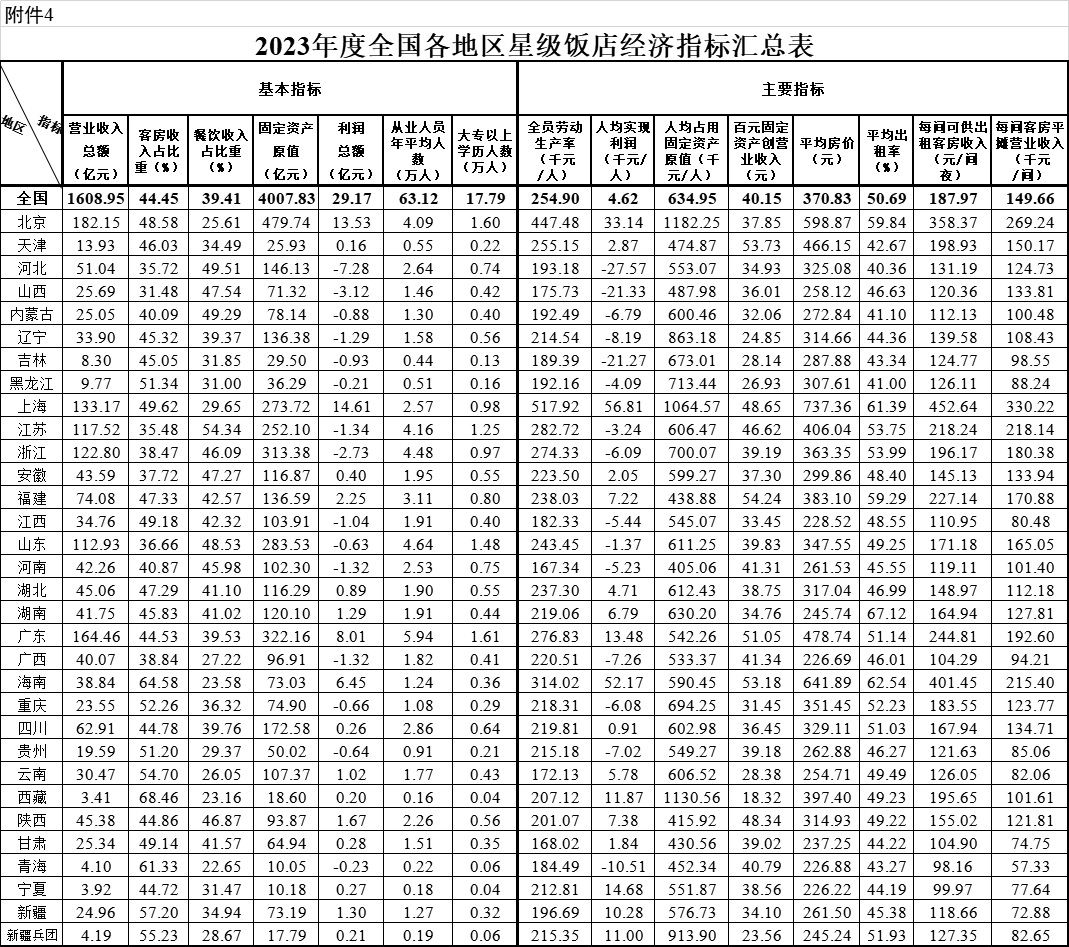 附件4
2023年度全国各地区星级饭店经济指标汇总表
指标 地区 基本指标 主要指标
营业收入总额（亿元） 客房收入占比重（%） 餐饮收入占比重（%） 固定资产原值（亿元） 利润总额（亿元） 从业人员年平均人数（万人） 大专以上学历人数（万人） 全员劳动生产率（千元/人） 人均实现利润（千元/人） 人均占用固定资产原值（千元/人） 百元固定资产创营业收入（元） 平均房价（元） 平均出租率（%） 每间可供出租客房收入（元/间夜） 每间客房平摊营业收入（千元/间）
全国 1608.95 44.45 39.41 4007.83 29.17 63.12 17.79 254.90 4.62 634.95 40.15 370.83 50.69 187.97 149.66
北京 182.15 48.58 25.61 479.74 13.53 4.09 1.60 447.48 33.14 1182.25 37.85 598.87 59.84 358.37 269.24
天津 13.93 46.03 34.49 25.93 0.16 0.55 0.22 255.15 2.87 474.87 53.73 466.15 42.67 198.93 150.17
河北 51.04 35.72 49.51 146.13 -7.28 2.64 0.74 193.18 -27.57 553.07 34.93 325.08 40.36 131.19 124.73
山西 25.69 31.48 47.54 71.32 -3.12 1.46 0.42 175.73 -21.33 487.98 36.01 258.12 46.63 120.36 133.81
内蒙古 25.05 40.09 49.29 78.14 -0.88 1.30 0.40 192.49 -6.79 600.46 32.06 272.84 41.10 112.13 100.48
辽宁 33.90 45.32 39.37 136.38 -1.29 1.58 0.56 214.54 -8.19 863.18 24.85 314.66 44.36 139.58 108.43
吉林 8.30 45.05 31.85 29.50 -0.93 0.44 0.13 189.39 -21.27 673.01 28.14 287.88 43.34 124.77 98.55
黑龙江 9.77 51.34 31.00 36.29 -0.21 0.51 0.16 192.16 -4.09 713.44 26.93 307.61 41.00 126.11 88.24
上海 133.17 49.62 29.65 273.72 14.61 2.57 0.98 517.92 56.81 1064.57 48.65 737.36 61.39 452.64 330.22
江苏 117.52 35.48 54.34 252.10 -1.34 4.16 1.25 282.72 -3.24 606.47 46.62 406.04 53.75 218.24 218.14
浙江 122.80 38.47 46.09 313.38 -2.73 4.48 0.97 274.33 -6.09 700.07 39.19 363.35 53.99 196.17 180.38
安徽 43.59 37.72 47.27 116.87 0.40 1.95 0.55 223.50 2.05 599.27 37.30 299.86 48.40 145.13 133.94
福建 74.08 47.33 42.57 136.59 2.25 3.11 0.80 238.03 7.22 438.88 54.24 383.10 59.29 227.14 170.88
江西 34.76 49.18 42.32 103.91 -1.04 1.91 0.40 182.33 -5.44 545.07 33.45 228.52 48.55 110.95 80.48
山东 112.93 36.66 48.53 283.53 -0.63 4.64 1.48 243.45 -1.37 611.25 39.83 347.55 49.25 171.18 165.05
河南 42.26 40.87 45.98 102.30 -1.32 2.53 0.75 167.34 -5.23 405.06 41.31 261.53 45.55 119.11 101.40
湖北 45.06 47.29 41.10 116.29 0.89 1.90 0.55 237.30 4.71 612.43 38.75 317.04 46.99 148.97 112.18
湖南 41.75 45.83 41.02 120.10 1.29 1.91 0.44 219.06 6.79 630.20 34.76 245.74 67.12 164.94 127.81
广东 164.46 44.53 39.53 322.16 8.01 5.94 1.61 276.83 13.48 542.26 51.05 478.74 51.14 244.81 192.60
广西 40.07 38.84 27.22 96.91 -1.32 1.82 0.41 220.51 -7.26 533.37 41.34 226.69 46.01 104.29 94.21
海南 38.84 64.58 23.58 73.03 6.45 1.24 0.36 314.02 52.17 590.45 53.18 641.89 62.54 401.45 215.40
重庆 23.55 52.26 36.32 74.90 -0.66 1.08 0.29 218.31 -6.08 694.25 31.45 351.45 52.23 183.55 123.77
四川 62.91 44.78 39.76 172.58 0.26 2.86 0.64 219.81 0.91 602.98 36.45 329.11 51.03 167.94 134.71
贵州 19.59 51.20 29.37 50.02 -0.64 0.91 0.21 215.18 -7.02 549.27 39.18 262.88 46.27 121.63 85.06
云南 30.47 54.70 26.05 107.37 1.02 1.77 0.43 172.13 5.78 606.52 28.38 254.71 49.49 126.05 82.06
西藏 3.41 68.46 23.16 18.60 0.20 0.16 0.04 207.12 11.87 1130.56 18.32 397.40 49.23 195.65 101.61
陕西 45.38 44.86 46.87 93.87 1.67 2.26 0.56 201.07 7.38 415.92 48.34 314.93 49.22 155.02 121.81
甘肃 25.34 49.14 41.57 64.94 0.28 1.51 0.35 168.02 1.84 430.56 39.02 237.25 44.22 104.90 74.75
青海 4.10 61.33 22.65 10.05 -0.23 0.22 0.06 184.49 -10.51 452.34 40.79 226.88 43.27 98.16 57.33
宁夏 3.92 44.72 31.47 10.18 0.27 0.18 0.04 212.81 14.68 551.87 38.56 226.22 44.19 99.97 77.64
新疆 24.96 57.20 34.94 73.19 1.30 1.27 0.32 196.69 10.28 576.73 34.10 261.50 45.38 118.66 72.88
新疆兵团 4.19 55.23 28.67 17.79 0.21 0.19 0.06 215.35 11.00 913.90 23.56 245.24 51.93 127.35 82.65